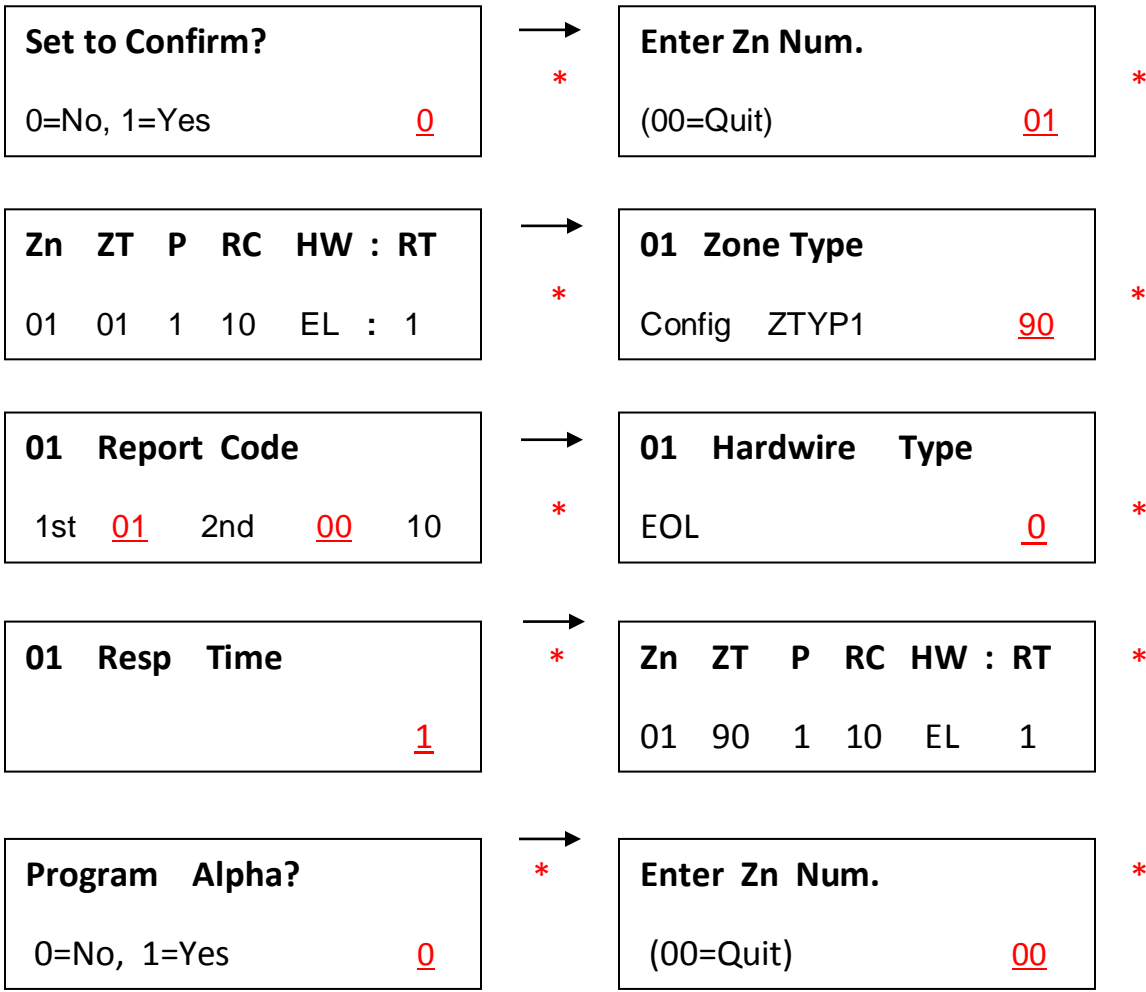 Set to Confirm?
0=No, 1=Yes 0
*
Enter Zn Num.
(00=Quit) 01
*
Zn ZT P RC HW : RT
01 01 1 10 EL : 1
*
01 Zone Type
Config ZTYP1 90
*
01 Report Code
1st 01 2nd 00 10
*
01 Hardwire Type
EOL 0
*
01 Resp Time
1
*
Zn ZT P RC HW : RT
01 90 1 10 EL 1
*
Program Alpha?
0=No, 1=Yes 0
*
Enter Zn Num.
(00=Quit) 00
*